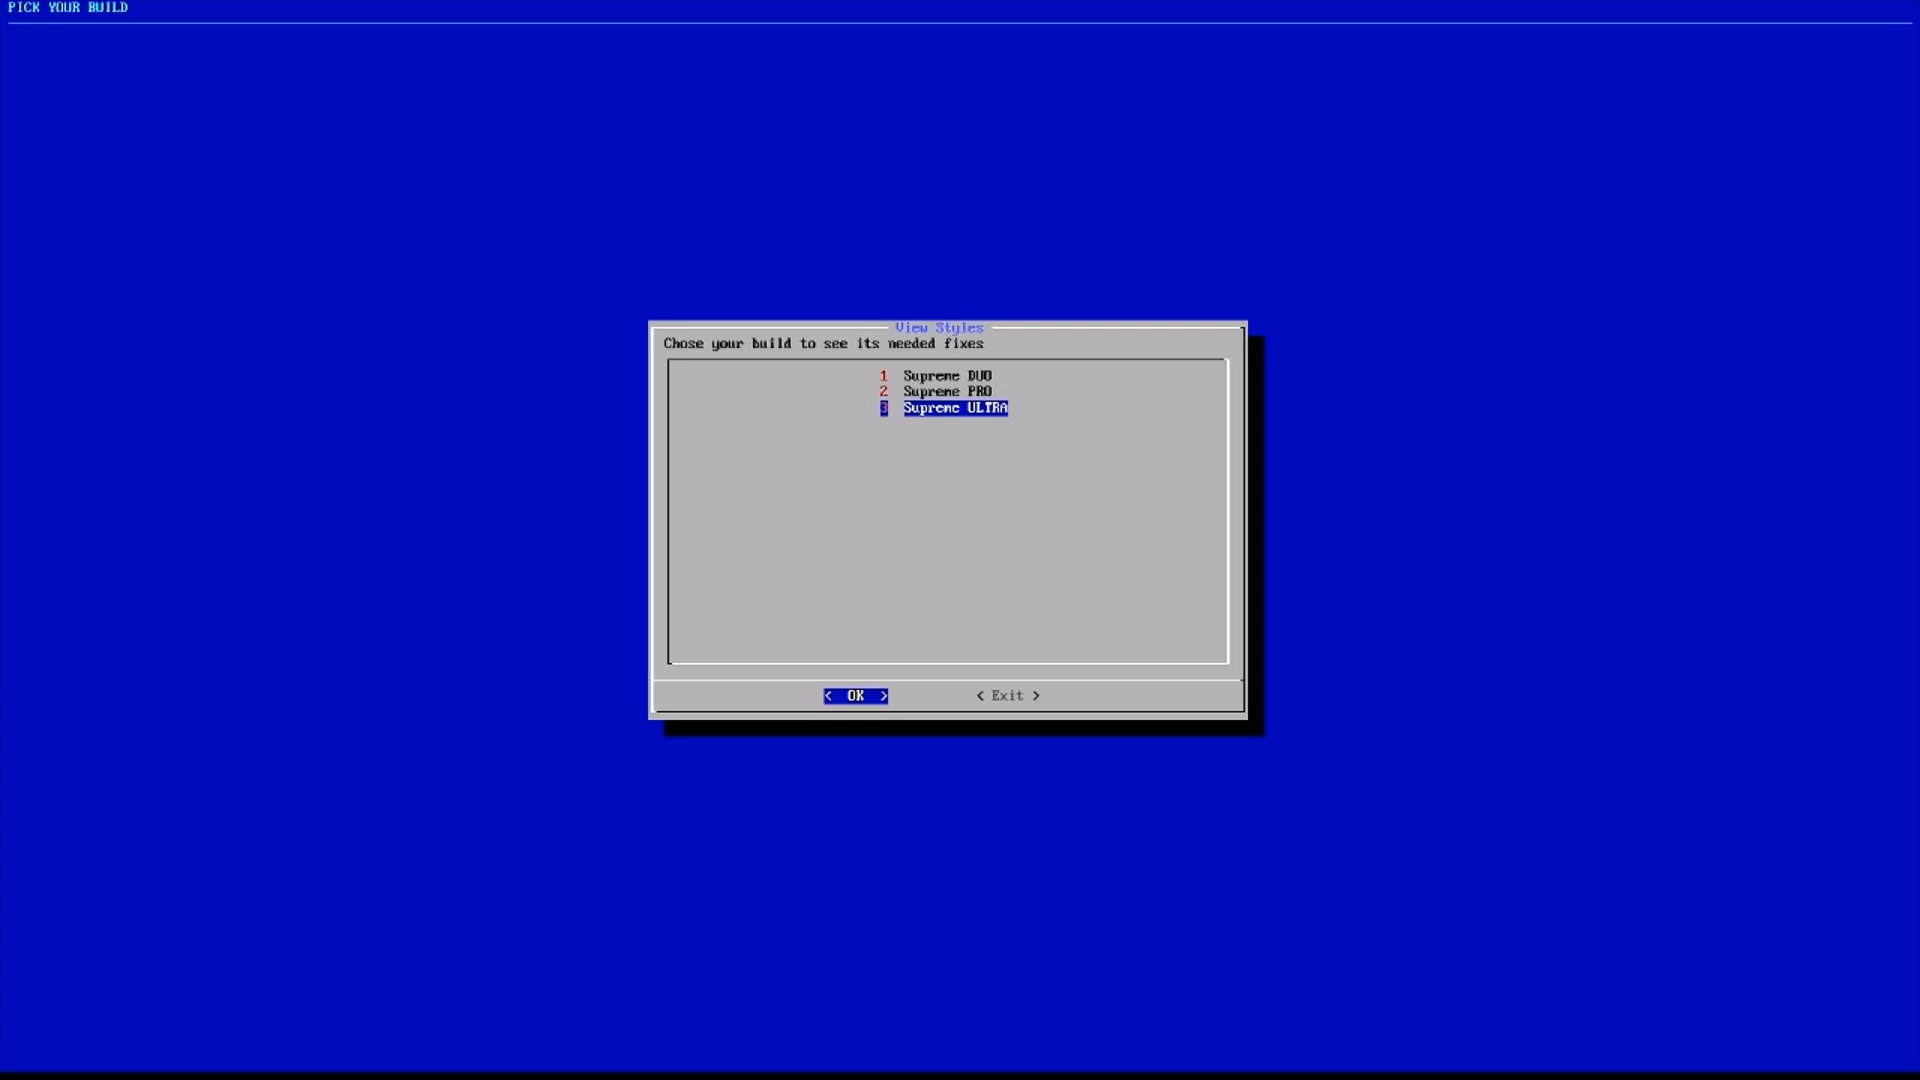 PICK YOUR BUILD
View Styles
Chose your build to see its needed fixes
1 Supreme DUO
2 Supreme PRO
3 Supreme ULTRA
< OK > < Exit >